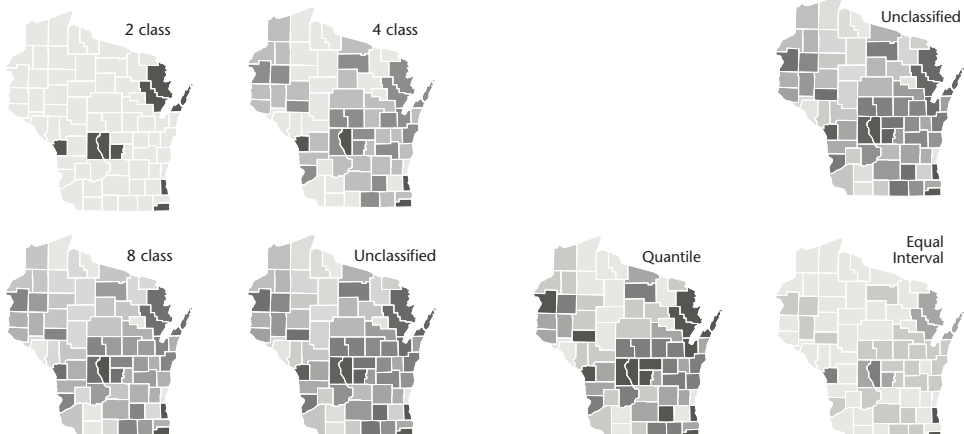 2 class
4 class
Unclassified
8 class
Unclassified
Quantile
Equal
Interval